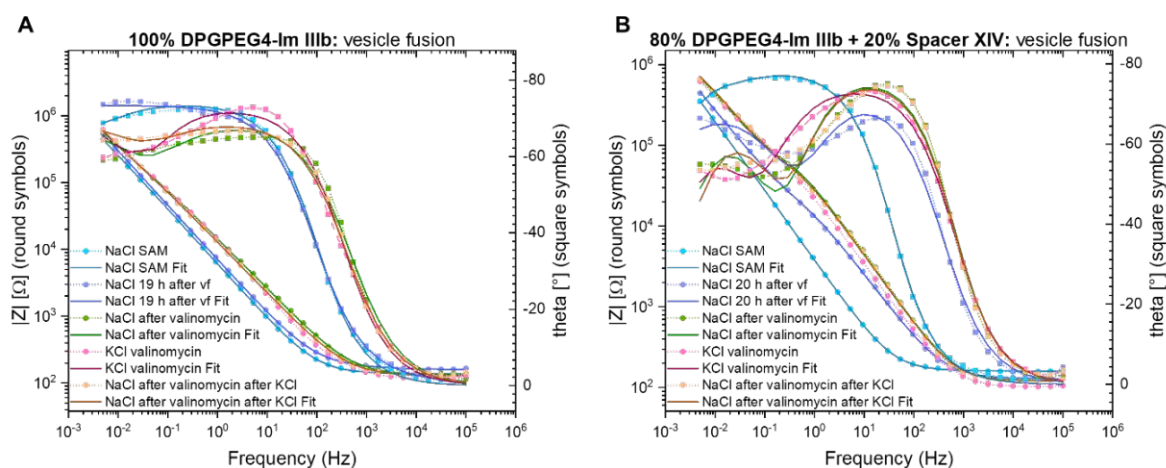 A
100% DPGPEG4-Im IIIb: vesicle fusion
|Z| [Ω] (round symbols)
10⁶
10⁵
10⁴
10³
10²
-80
-60
-40
-20
0
theta [°] (square symbols)
NaCl SAM
NaCl SAM Fit
NaCl 19 h after vf
NaCl 19 h after vf Fit
NaCl after valinomycin
NaCl after valinomycin Fit
KCl valinomycin
KCl valinomycin Fit
NaCl after valinomycin after KCl
NaCl after valinomycin after KCl Fit
10⁻³ 10⁻² 10⁻¹ 10⁰ 10¹ 10² 10³ 10⁴ 10⁵ 10⁶
Frequency (Hz)
B
80% DPGPEG4-Im IIIb + 20% Spacer XIV: vesicle fusion
|Z| [Ω] (round symbols)
10⁶
10⁵
10⁴
10³
10²
-80
-60
-40
-20
0
theta [°] (square symbols)
NaCl SAM
NaCl SAM Fit
NaCl 20 h after vf
NaCl 20 h after vf Fit
NaCl after valinomycin
NaCl after valinomycin Fit
KCl valinomycin
KCl valinomycin Fit
NaCl after valinomycin after KCl
NaCl after valinomycin after KCl Fit
10⁻³ 10⁻² 10⁻¹ 10⁰ 10¹ 10² 10³ 10⁴ 10⁵ 10⁶
Frequency (Hz)